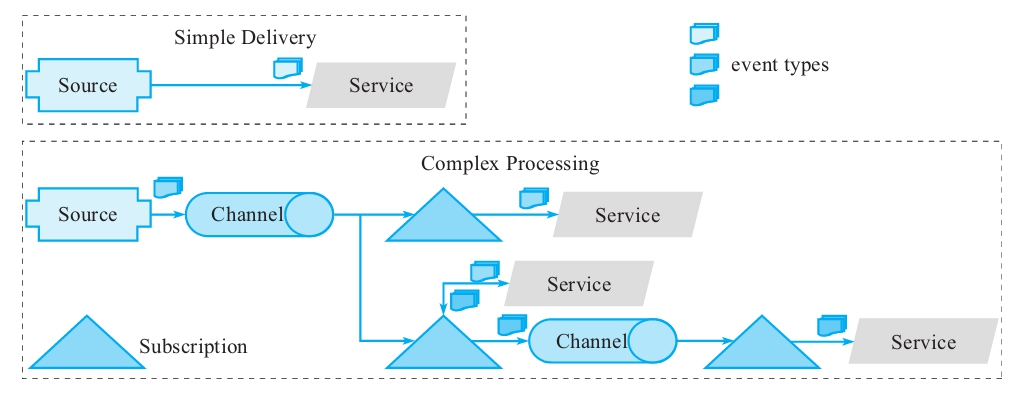 Simple Delivery
Source
Service
event types
Complex Processing
Source
Channel
Service
Service
Subscription
Channel
Service